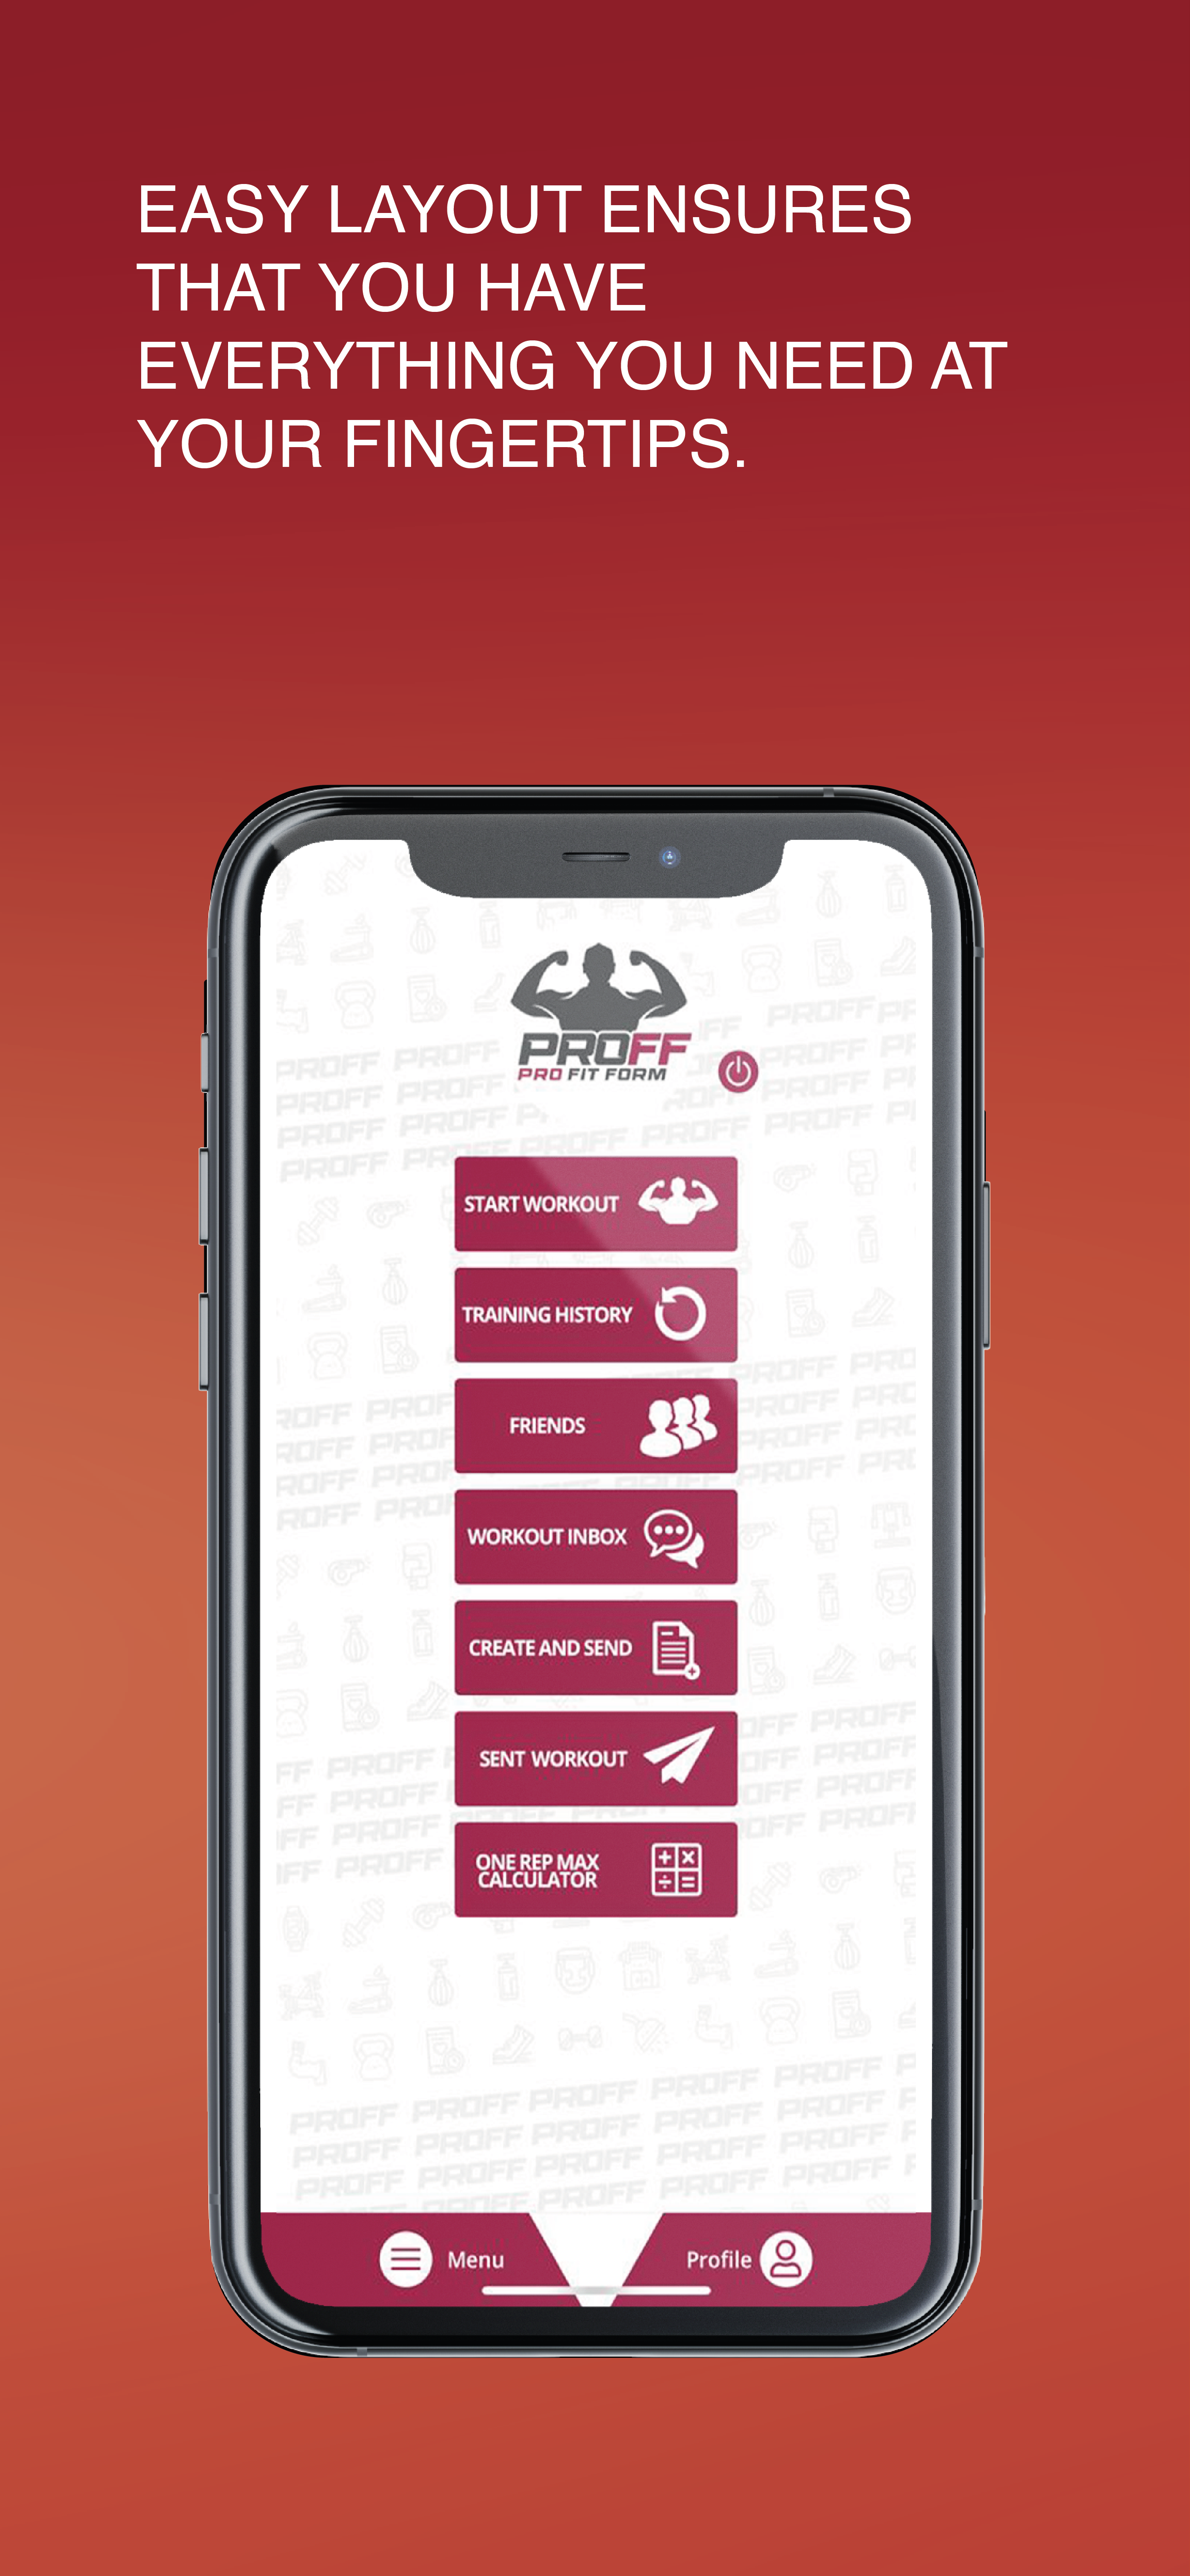 EASY LAYOUT ENSURES
THAT YOU HAVE
EVERYTHING YOU NEED AT
YOUR FINGERTIPS.
PROFF
PRO FIT FORM
START WORKOUT
TRAINING HISTORY
FRIENDS
WORKOUT INBOX
CREATE AND SEND
SENT WORKOUT
ONE REP MAX
CALCULATOR
Menu
Profile